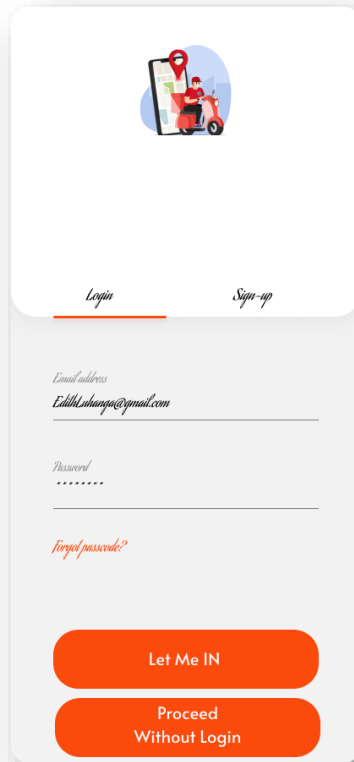 Login
Sign-up
Email address
EdithLuhanga@gmail.com
Password
********
Forgot passcode?
Let Me IN
Proceed
Without Login